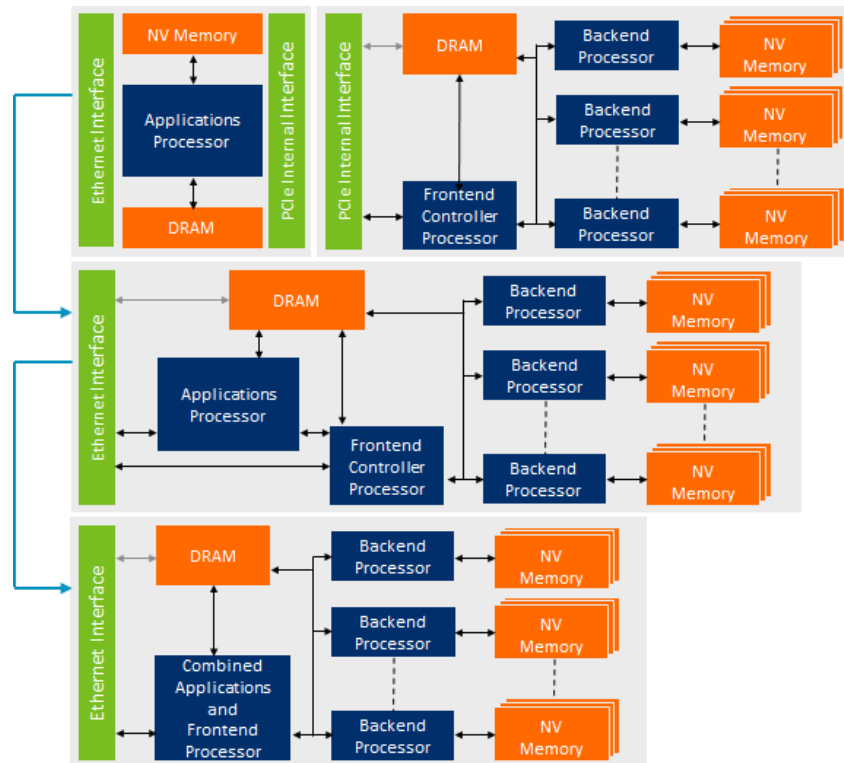 Ethernet Interface
NV Memory
Applications
Processor
DRAM
PCIe Internal Interface
PCIe Internal Interface
DRAM
Frontend
Controller
Processor
Backend
Processor
NV
Memory
Backend
Processor
NV
Memory
Backend
Processor
NV
Memory
Ethernet Interface
DRAM
Applications
Processor
Frontend
Controller
Processor
Backend
Processor
NV
Memory
Backend
Processor
NV
Memory
Backend
Processor
NV
Memory
Ethernet Interface
DRAM
Combined
Applications
and
Frontend
Processor
Backend
Processor
NV
Memory
Backend
Processor
NV
Memory
Backend
Processor
NV
Memory